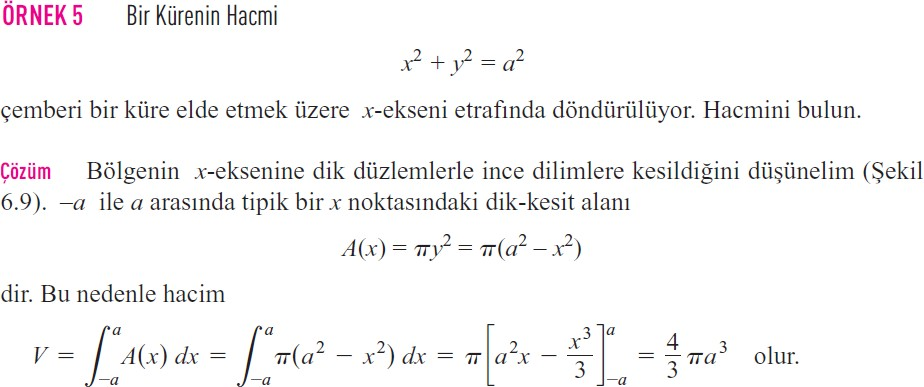 ÖRNEK 5 Bir Kürenin Hacmi
x² + y² = a²
çemberi bir küre elde etmek üzere x-ekseni etrafında döndürülüyor. Hacmini bulun.
Çözüm Bölgenin x-eksenine dik düzlemlerle ince dilimlere kesildiğini düşünelim (Şekil
6.9). –a ile a arasında tipik bir x noktasındaki dik-kesit alanı
A(x) = πy² = π(a² – x²)
dir. Bu nedenle hacim
V = ∫₋ₐᵃ A(x) dx = ∫₋ₐᵃ π(a² − x²) dx = π[a²x − x³/3]₋ₐᵃ = 4/3 πa³ olur.